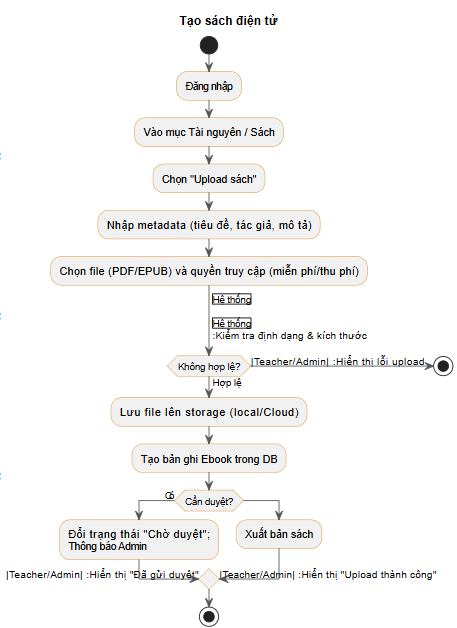 Tạo sách điện tử
Đăng nhập
Vào mục Tài nguyên / Sách
Chọn "Upload sách"
Nhập metadata (tiêu đề, tác giả, mô tả)
Chọn file (PDF/EPUB) và quyền truy cập (miễn phí/thu phí)
Hệ thống
Hệ thống
:Kiểm tra định dạng & kích thước
Không hợp lệ?
|Teacher/Admin| :Hiển thị lỗi upload
Hợp lệ
Lưu file lên storage (local/Cloud)
Tạo bản ghi Ebook trong DB
Có
Cần duyệt?
Đổi trạng thái "Chờ duyệt";
Thông báo Admin
Xuất bản sách
|Teacher/Admin| :Hiển thị "Đã gửi duyệt"
|Teacher/Admin| :Hiển thị "Upload thành công"